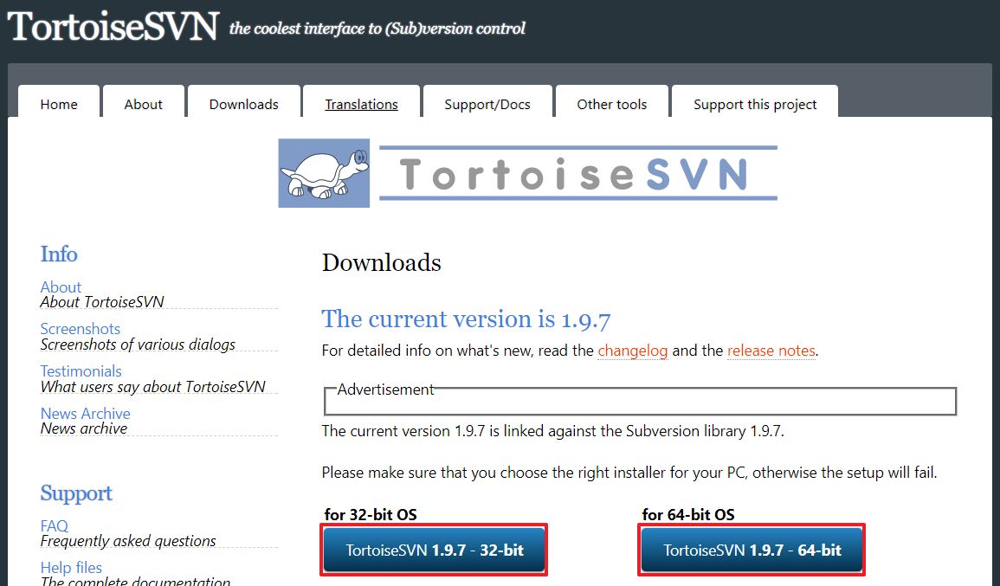 TortoiseSVN the coolest interface to (Sub)version control
Home About Downloads Translations Support/Docs Other tools Support this project
TortoiseSVN
Info
About
About TortoiseSVN
Screenshots
Screenshots of various dialogs
Testimonials
What users say about TortoiseSVN
News Archive
News archive
Support
FAQ
Frequently asked questions
Help files
The complete documentation
Downloads
The current version is 1.9.7
For detailed info on what's new, read the changelog and the release notes.
Advertisement
The current version 1.9.7 is linked against the Subversion library 1.9.7.
Please make sure that you choose the right installer for your PC, otherwise the setup will fail.
for 32-bit OS for 64-bit OS
TortoiseSVN 1.9.7 - 32-bit TortoiseSVN 1.9.7 - 64-bit